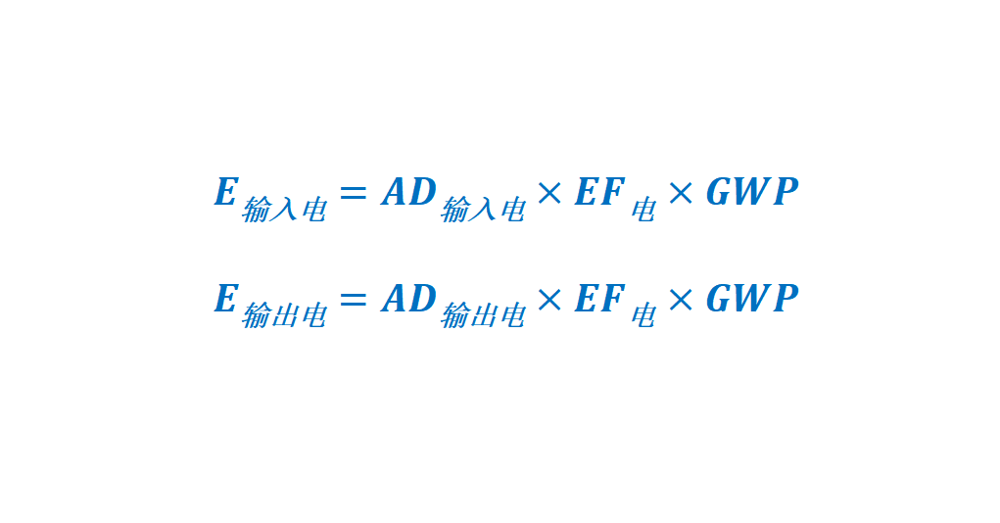 E输入电 = AD输入电 × EF电 × GWP
E输出电 = AD输出电 × EF电 × GWP